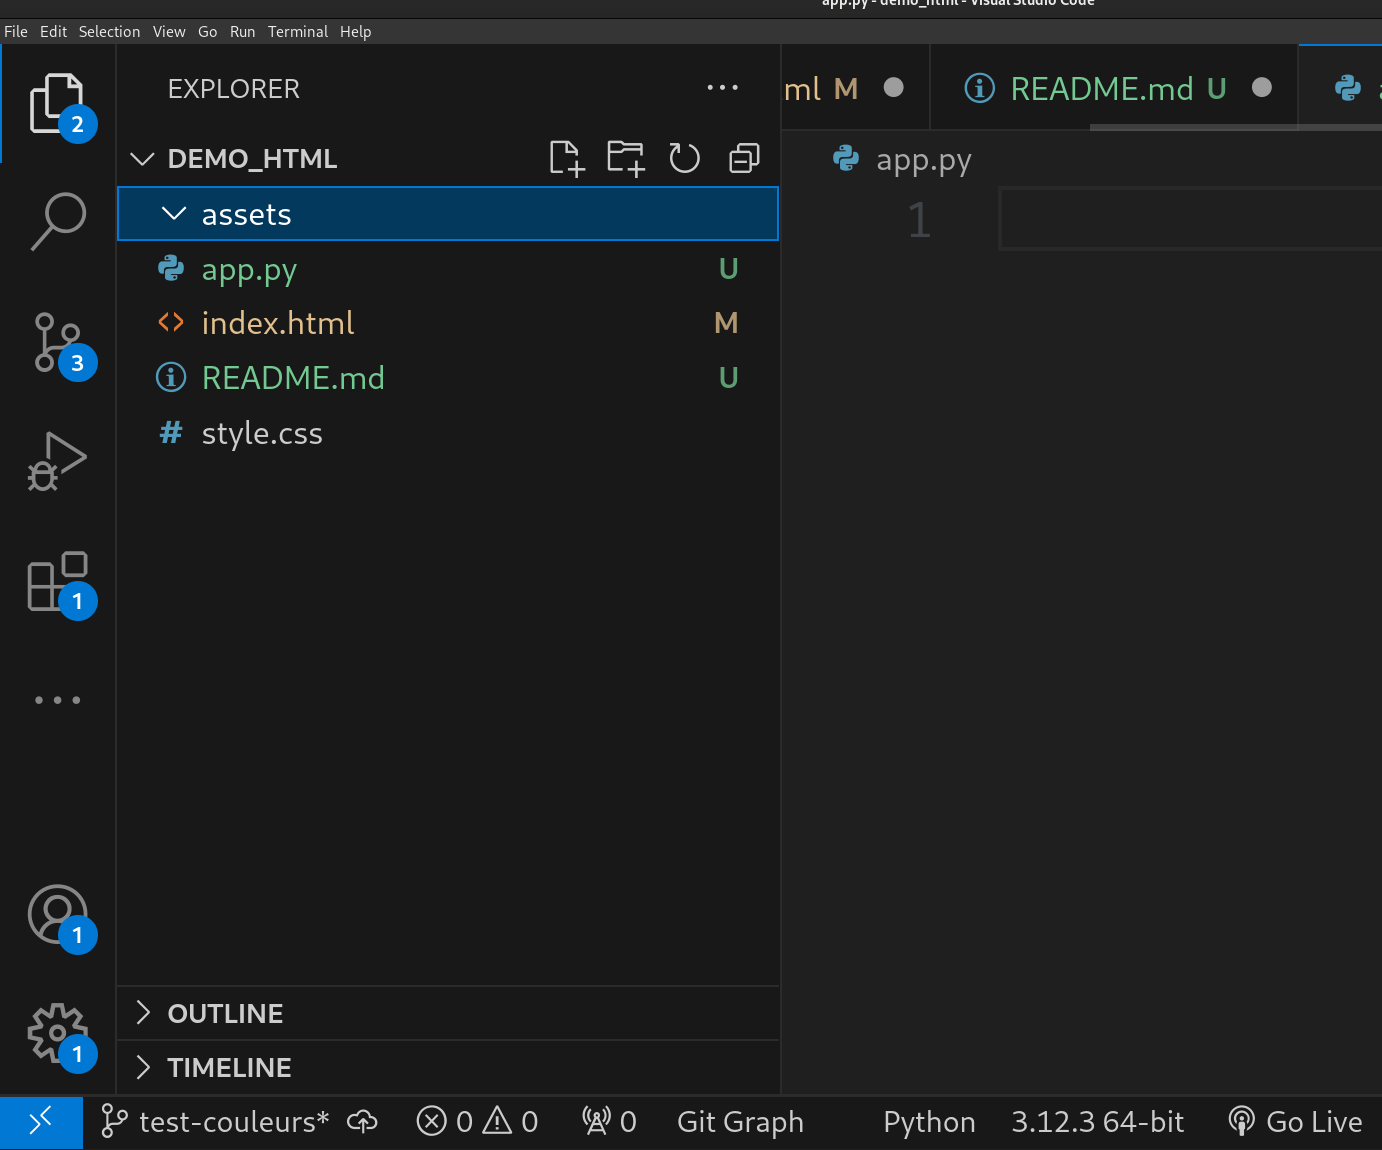 app.py - demo_html - Visual Studio Code
File Edit Selection View Go Run Terminal Help
EXPLORER
ml M
README.md U
DEMO_HTML
app.py
assets
1
app.py U
index.html M
README.md U
# style.css
2
3
1
1
1
OUTLINE
TIMELINE
test-couleurs* 0 0 0 Git Graph Python 3.12.3 64-bit Go Live